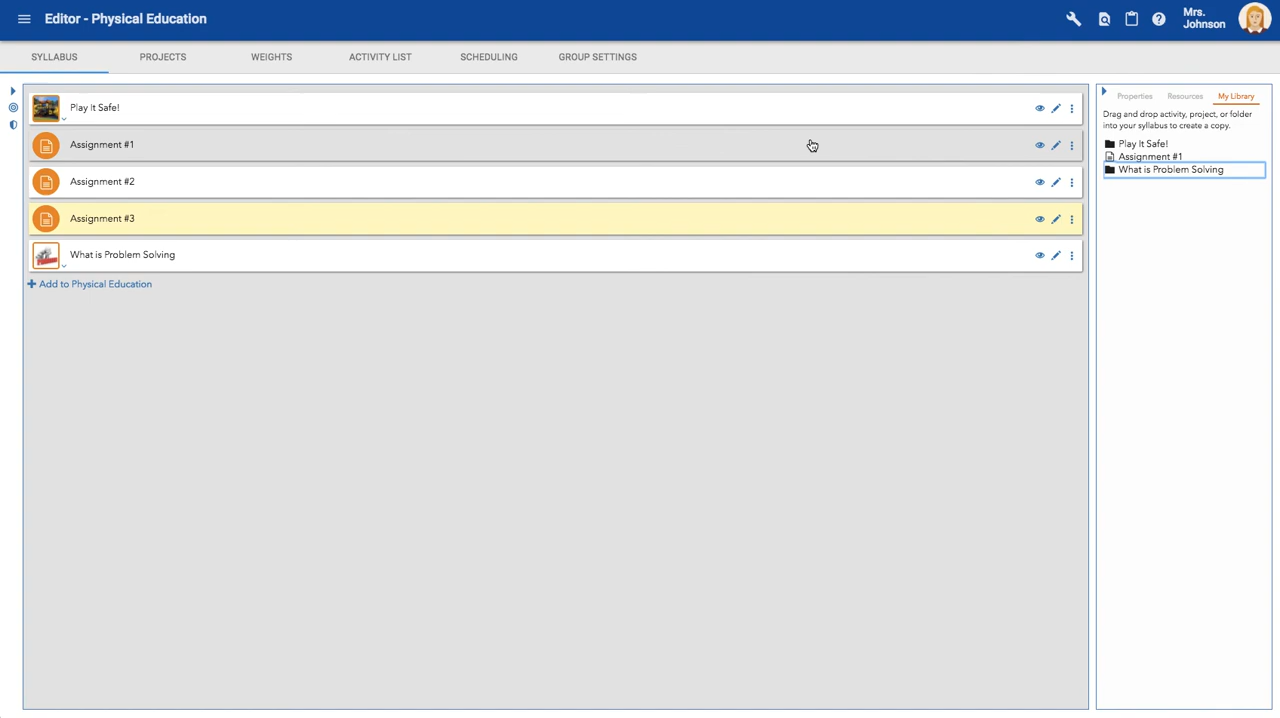 Editor - Physical Education
Mrs. Johnson
SYLLABUS PROJECTS WEIGHTS ACTIVITY LIST SCHEDULING GROUP SETTINGS
Play It Safe!
Assignment #1
Assignment #2
Assignment #3
What is Problem Solving
Add to Physical Education
Properties Resources My Library
Drag and drop activity, project, or folder
into your syllabus to create a copy.
Play It Safe!
Assignment #1
What is Problem Solving